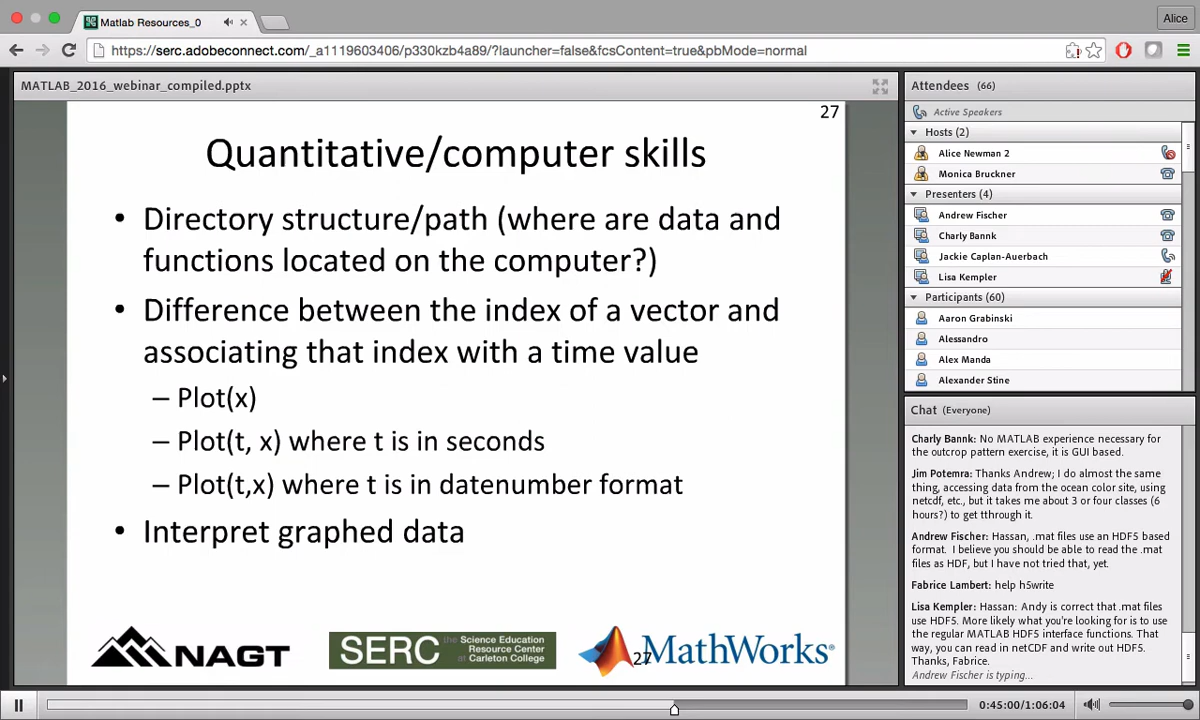 Matlab Resources_0
Alice
https://serc.adobeconnect.com/_a1119603406/p330kzb4a89/?launcher=false&fcsContent=true&pbMode=normal
MATLAB_2016_webinar_compiled.pptx
27
Quantitative/computer skills
• Directory structure/path (where are data and
functions located on the computer?)
• Difference between the index of a vector and
associating that index with a time value
– Plot(x)
– Plot(t, x) where t is in seconds
– Plot(t,x) where t is in datenumber format
• Interpret graphed data
NAGT
SERC the Science Education
Resource Center
at Carleton College
27 MathWorks®
Attendees (66)
Active Speakers
Hosts (2)
Alice Newman 2
Monica Bruckner
Presenters (4)
Andrew Fischer
Charly Bannk
Jackie Caplan-Auerbach
Lisa Kempler
Participants (60)
Aaron Grabinski
Alessandro
Alex Manda
Alexander Stine
Chat (Everyone)
Charly Bannk: No MATLAB experience necessary for
the outcrop pattern exercise, it is GUI based.
Jim Potemra: Thanks Andrew; I do almost the same
thing, accessing data from the ocean color site, using
netcdf, etc., but it takes me about 3 or four classes (6
hours?) to get tthrough it.
Andrew Fischer: Hassan, .mat files use an HDF5 based
format. I believe you should be able to read the .mat
files as HDF, but I have not tried that, yet.
Fabrice Lambert: help h5write
Lisa Kempler: Hassan: Andy is correct that .mat files
use HDF5. More likely what you're looking for is to use
the regular MATLAB HDF5 interface functions. That
way, you can read in netCDF and write out HDF5.
Thanks, Fabrice.
Andrew Fischer is typing...
0:45:00/1:06:04